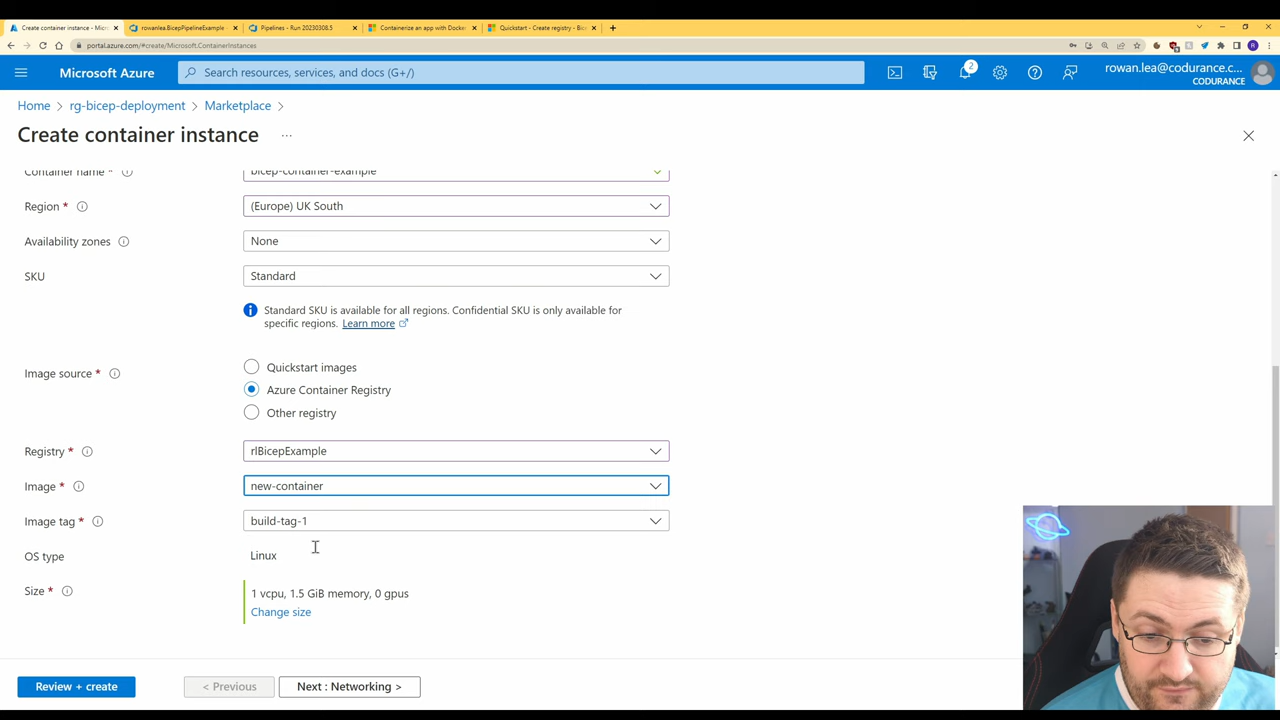 Create container instance - Micr
rowanlea.BicepPipelineExample
Pipelines - Run 20230308.5
Containerize an app with Docke
Quickstart - Create registry - Bic
portal.azure.com/#create/Microsoft.ContainerInstances
Microsoft Azure
Search resources, services, and docs (G+/)
2
rowan.lea@codurance.c...
CODURANCE
Home > rg-bicep-deployment > Marketplace >
Create container instance ...
Container name *
bicep-container-example
Region *
(Europe) UK South
Availability zones
None
SKU
Standard
Standard SKU is available for all regions. Confidential SKU is only available for
specific regions. Learn more
Image source *
Quickstart images
Azure Container Registry
Other registry
Registry *
rlBicepExample
Image *
new-container
Image tag *
build-tag-1
OS type
Linux
Size *
1 vcpu, 1.5 GiB memory, 0 gpus
Change size
Review + create
< Previous
Next : Networking >